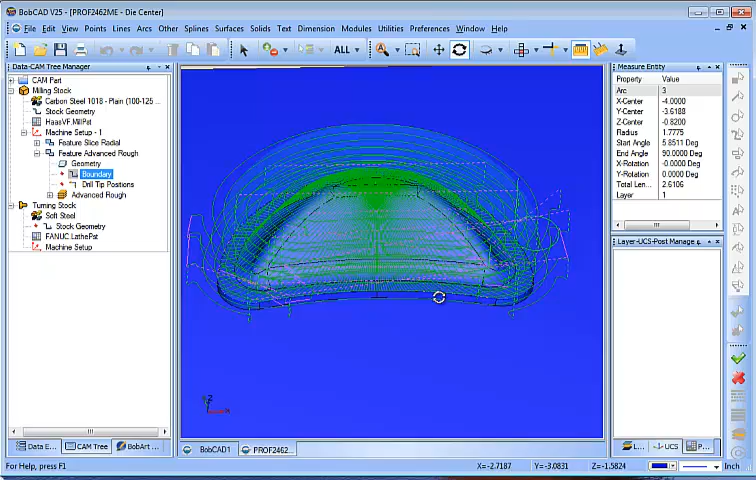 BobCAD V25 - [PROF2462ME - Die Center]
File Edit View Points Lines Arcs Other Splines Surfaces Solids Text Dimension Utilities Preferences Window Help
ALL
Data-CAM Tree Manager
CAM Part
Milling Stock
Carbon Steel 1018 - Plain (100-125 ...
Stock Geometry
HaasVF.MillPst
Machine Setup - 1
Feature Slice Radial
Feature Advanced Rough
Geometry
Boundary
Drill Tip Positions
Advanced Rough
Turning Stock
Soft Steel
Stock Geometry
FANUC LathePst
Machine Setup
Measure Entity
Property Value
Arc 3
X-Center -4.0000
Y-Center -3.6188
Z-Center -0.8200
Radius 1.7775
Start Angle 5.8511 Deg
End Angle 90.0000 Deg
X-Rotation -0.0000 Deg
Y-Rotation 0.0000 Deg
Total Len... 2.6106
Layer 1
Layer-UCS-Post Manage
Z
Data E... CAM Tree BobArt ...
BobCAD1 PROF2462...
L... UCS P...
For Help, press F1
X=-2.7187 Y=-3.0831 Z=-1.5824
Inch